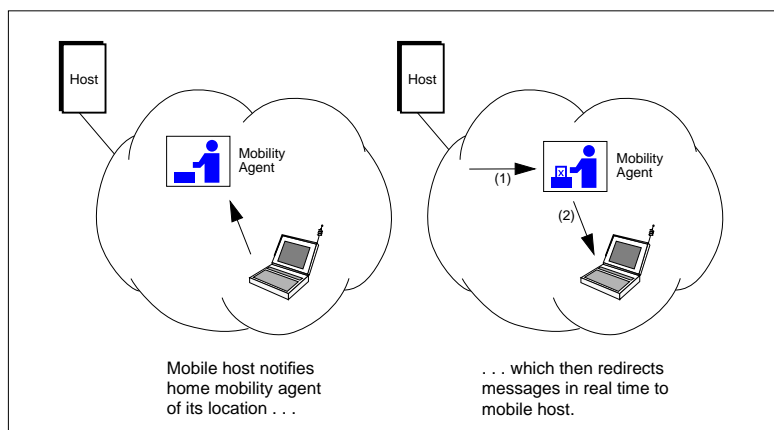 Host
Mobility
Agent
Mobile host notifies
home mobility agent
of its location . . .
Host
(1)
x
Mobility
Agent
(2)
. . . which then redirects
messages in real time to
mobile host.